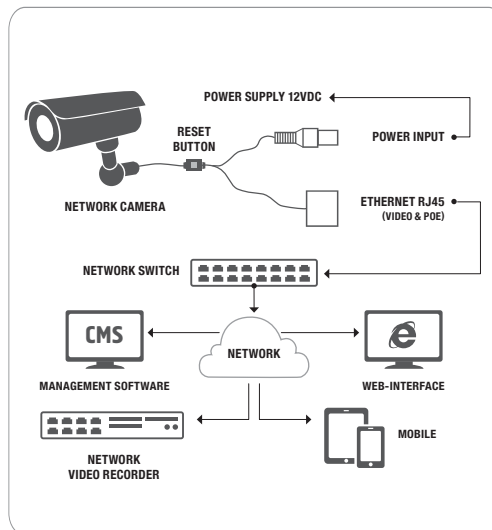 POWER SUPPLY 12VDC
RESET
BUTTON
POWER INPUT
NETWORK CAMERA
ETHERNET RJ45
(VIDEO & POE)
NETWORK SWITCH
CMS
NETWORK
e
MANAGEMENT SOFTWARE
WEB-INTERFACE
MOBILE
NETWORK
VIDEO RECORDER